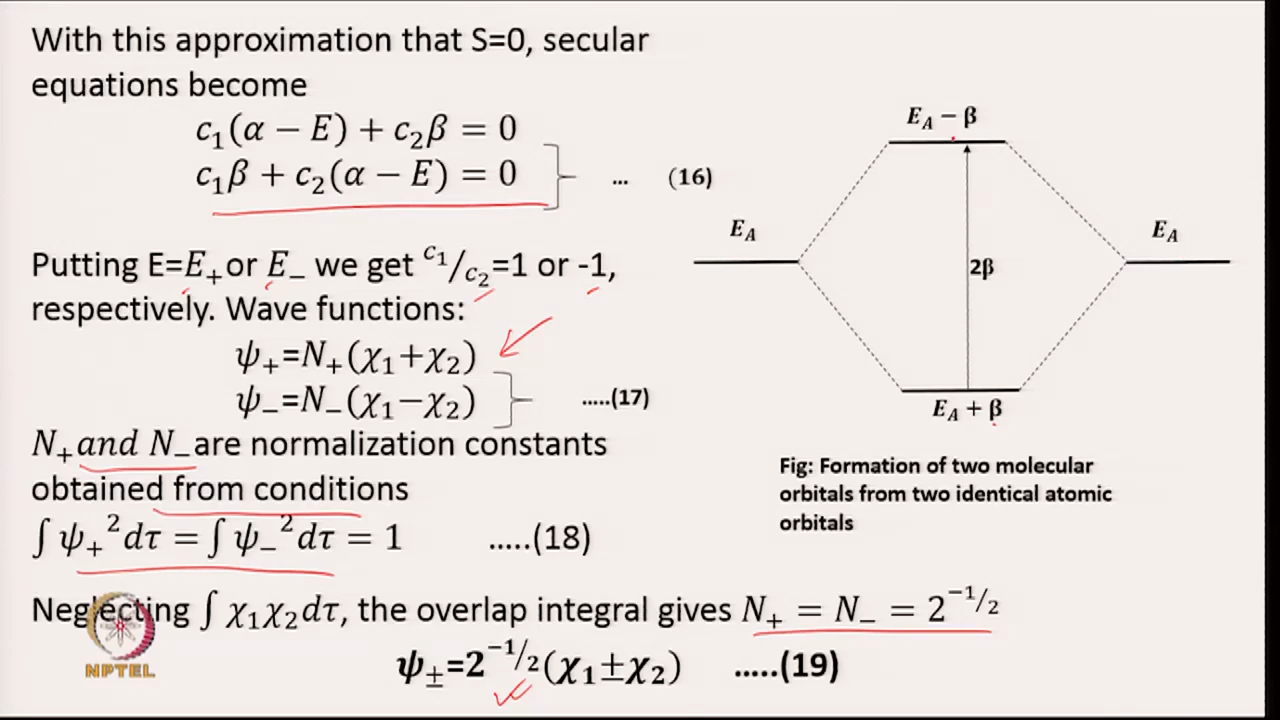 With this approximation that S=0, secular
equations become
c₁(α − E) + c₂β = 0
c₁β + c₂(α − E) = 0 ... (16)
Putting E=E₊or E₋ we get c₁/c₂=1 or -1,
respectively. Wave functions:
ψ₊=N₊(χ₁+χ₂)
ψ₋=N₋(χ₁−χ₂) .....(17)
N₊and N₋are normalization constants
obtained from conditions
∫ψ₊²dτ = ∫ψ₋²dτ = 1 .....(18)
Neglecting ∫χ₁χ₂dτ, the overlap integral gives N₊ = N₋ = 2^−1/2
ψ±=2^−1/2(χ₁±χ₂) .....(19)
E_A − β
E_A
E_A
2β
E_A + β
Fig: Formation of two molecular
orbitals from two identical atomic
orbitals
NPTEL